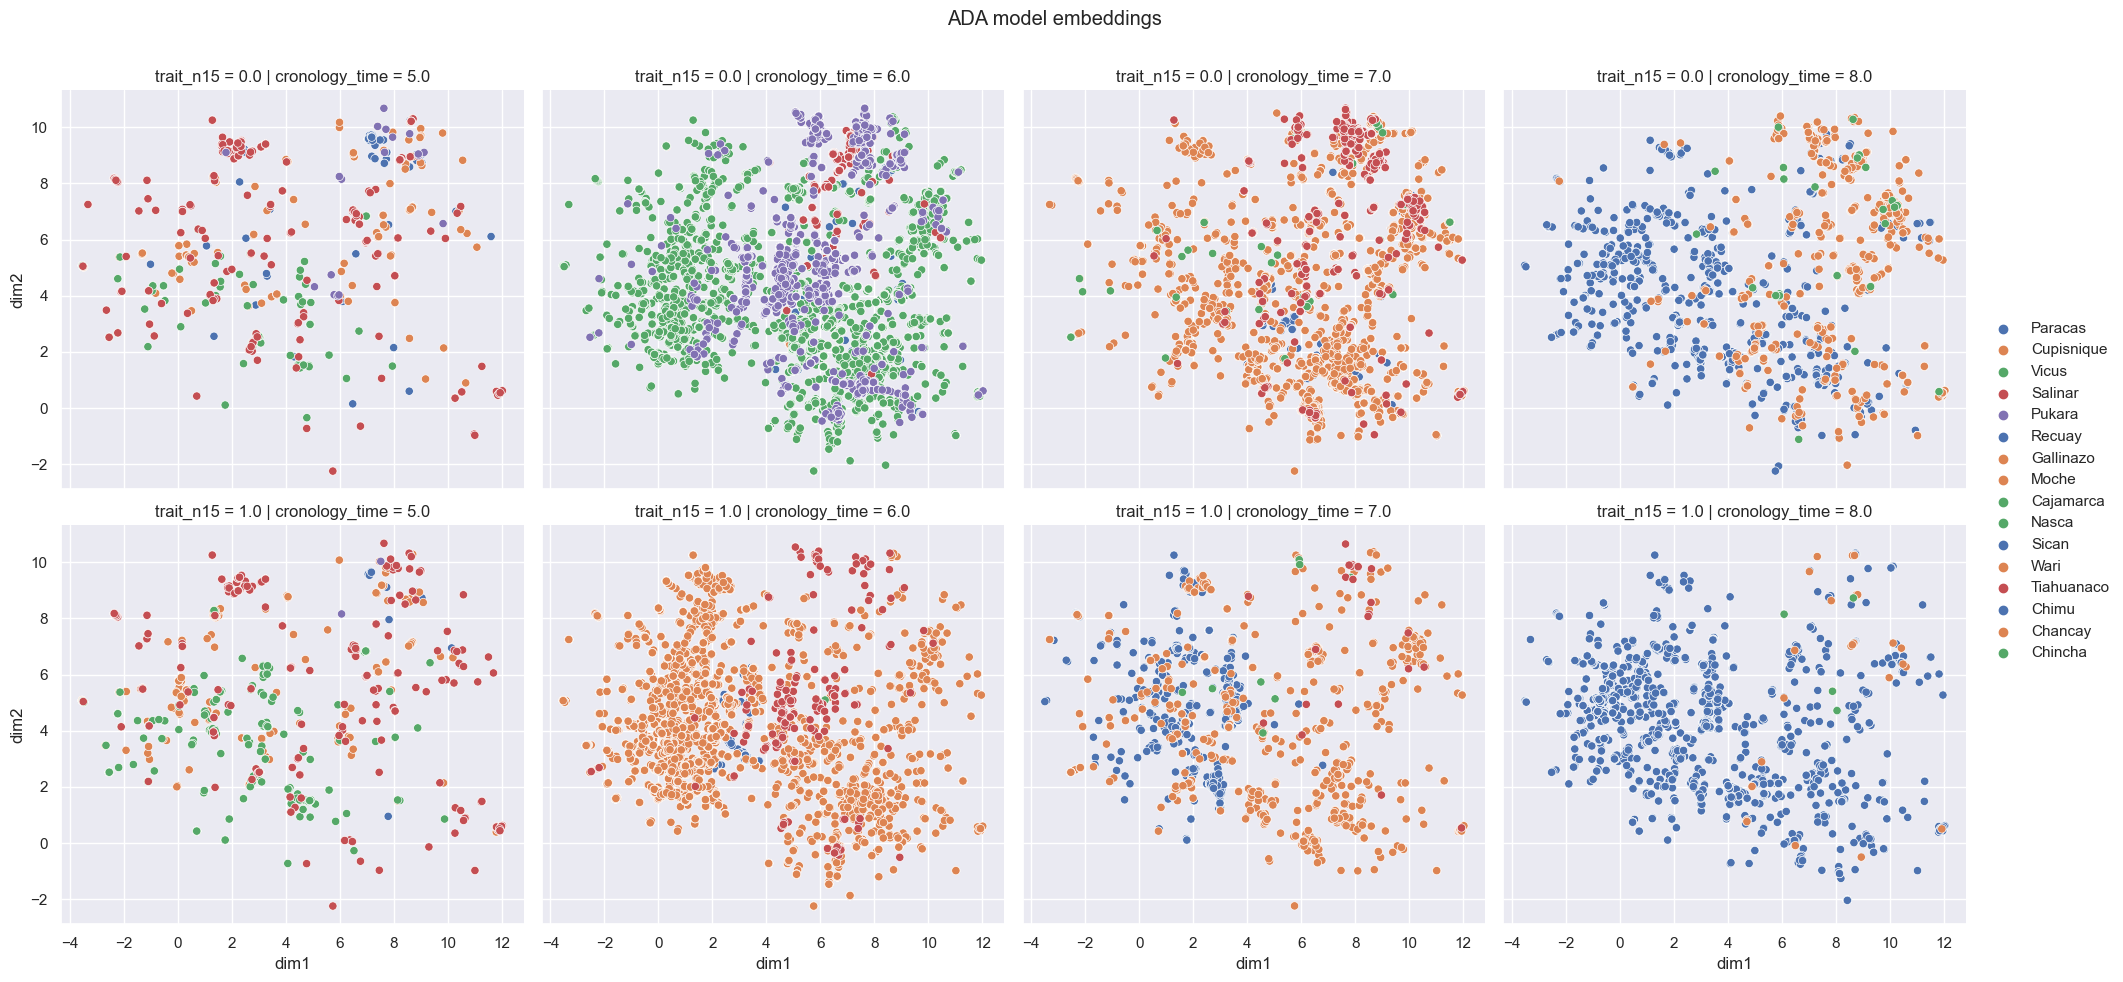 ADA model embeddings
trait_n15 = 0.0 | cronology_time = 5.0
trait_n15 = 0.0 | cronology_time = 6.0
trait_n15 = 0.0 | cronology_time = 7.0
trait_n15 = 0.0 | cronology_time = 8.0
10
8
6
4
2
0
−2
dim2
trait_n15 = 1.0 | cronology_time = 5.0
trait_n15 = 1.0 | cronology_time = 6.0
trait_n15 = 1.0 | cronology_time = 7.0
trait_n15 = 1.0 | cronology_time = 8.0
10
8
6
4
2
0
−2
dim2
−4 −2 0 2 4 6 8 10 12
−4 −2 0 2 4 6 8 10 12
−4 −2 0 2 4 6 8 10 12
−4 −2 0 2 4 6 8 10 12
dim1
dim1
dim1
dim1
Paracas
Cupisnique
Vicus
Salinar
Pukara
Recuay
Gallinazo
Moche
Cajamarca
Nasca
Sican
Wari
Tiahuanaco
Chimu
Chancay
Chincha